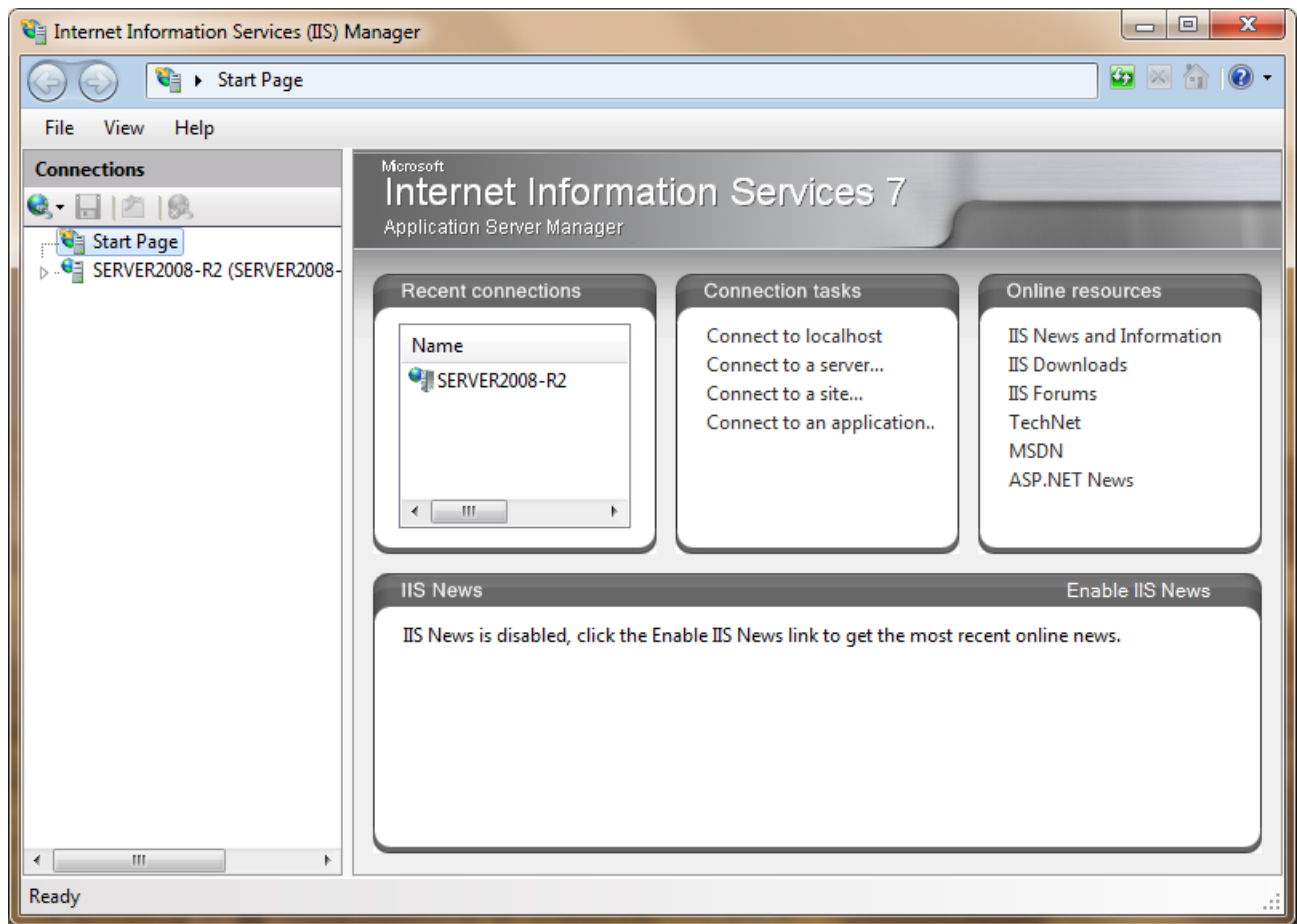 Internet Information Services (IIS) Manager
Start Page
File View Help
Connections
Start Page
SERVER2008-R2 (SERVER2008-
Microsoft
Internet Information Services 7
Application Server Manager
Recent connections
Name
SERVER2008-R2
Connection tasks
Connect to localhost
Connect to a server...
Connect to a site...
Connect to an application..
Online resources
IIS News and Information
IIS Downloads
IIS Forums
TechNet
MSDN
ASP.NET News
IIS News Enable IIS News
IIS News is disabled, click the Enable IIS News link to get the most recent online news.
Ready